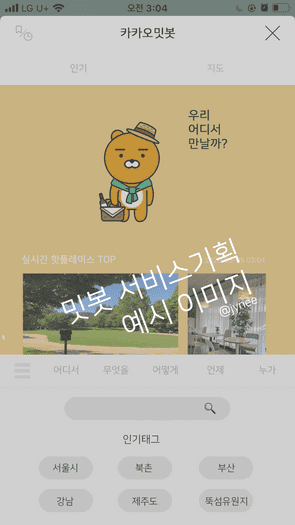 LG U+
오전 3:04
카카오밋봇
인기
지도
우리
어디서
만날까?
실시간 핫플레이스 TOP
밋봇 서비스기획
예시 이미지
@jynee
어디서
무엇을
어떻게
언제
누가
인기태그
서울시
북촌
부산
강남
제주도
뚝섬유원지